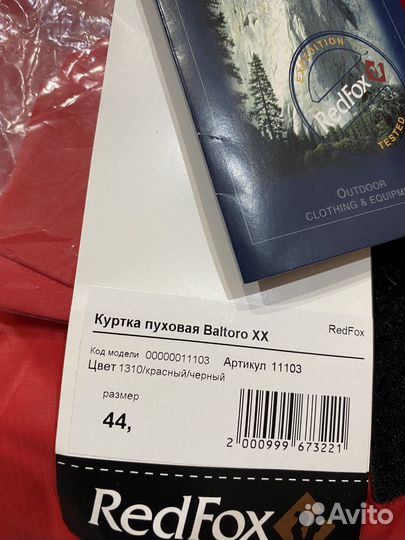 EXPEDITION
RedFox
TESTED
OUTDOOR
CLOTHING & EQUIPM
Куртка пуховая Baltoro XX
RedFox
Код модели 00000011103 Артикул 11103
Цвет 1310/красный/черный
размер
44,
2 000999 673221
RedFox
Avito